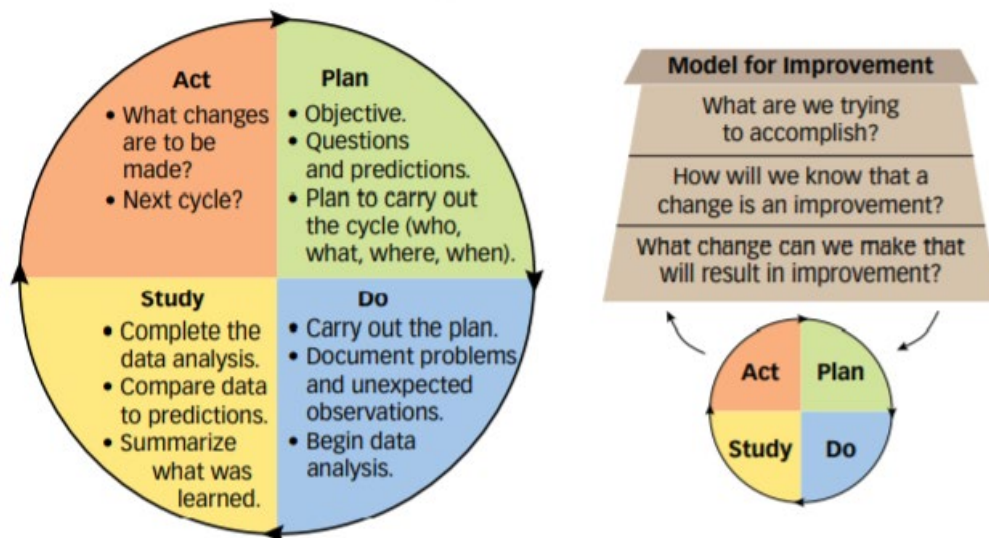 Act
• What changes
are to be
made?
• Next cycle?
Plan
• Objective.
• Questions
and predictions.
• Plan to carry out
the cycle (who,
what, where, when).
Study
• Complete the
data analysis.
• Compare data
to predictions.
• Summarize
what was
learned.
Do
• Carry out the plan.
• Document problems
and unexpected
observations.
• Begin data
analysis.
Model for Improvement
What are we trying
to accomplish?
How will we know that a
change is an improvement?
What change can we make that
will result in improvement?
Act
Plan
Study
Do